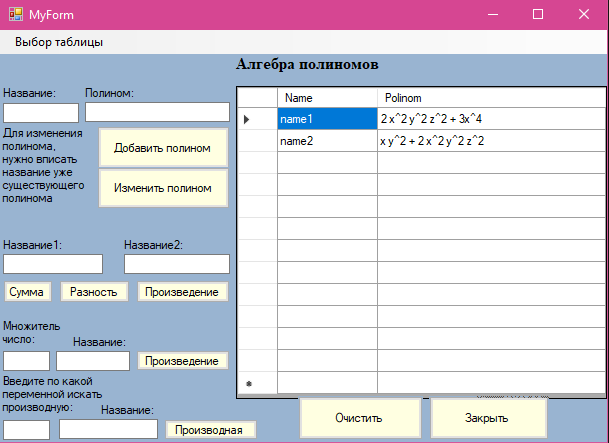 MyForm
Выбор таблицы
Алгебра полиномов
Название: Полином:
Для изменения
полинома,
нужно вписать
название уже
существующего
полинома
Добавить полином
Изменить полином
Название1: Название2:
Сумма Разность Произведение
Множитель
число: Название:
Произведение
Введите по какой
переменной искать
производную: Название:
Производная
Name Polinom
name1 2 x^2 y^2 z^2 + 3x^4
name2 x y^2 + 2 x^2 y^2 z^2
Очистить Закрыть